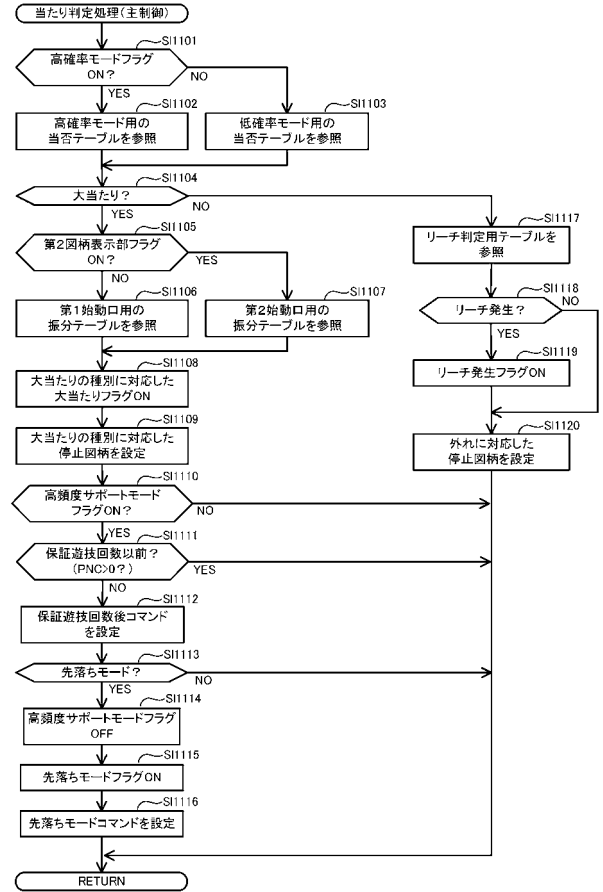 当たり判定処理(主制御)
SI1101
高確率モードフラグ
ON?
NO
YES
SI1102
高確率モード用の
当否テーブルを参照
SI1103
低確率モード用の
当否テーブルを参照
SI1104
大当たり?
NO
YES
SI1105
第2図柄表示部フラグ
ON?
YES
NO
SI1106
第1始動口用の
振分テーブルを参照
SI1107
第2始動口用の
振分テーブルを参照
SI1108
大当たりの種別に対応した
大当たりフラグON
SI1109
大当たりの種別に対応した
停止図柄を設定
SI1110
高頻度サポートモード
フラグON?
NO
YES
SI1111
保証遊技回数以前?
(PNC>0?)
YES
NO
SI1112
保証遊技回数後コマンド
を設定
SI1113
先落ちモード?
NO
YES
SI1114
高頻度サポートモードフラグ
OFF
SI1115
先落ちモードフラグON
SI1116
先落ちモードコマンドを設定
SI1117
リーチ判定用テーブルを
参照
SI1118
リーチ発生?
NO
YES
SI1119
リーチ発生フラグON
SI1120
外れに対応した
停止図柄を設定
RETURN